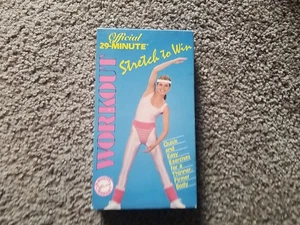 Official
29-MINUTE
Stretch to Win
WORKOUT
Quick
and
Easy
Exercises
for a
Thinner,
Firmer
Body